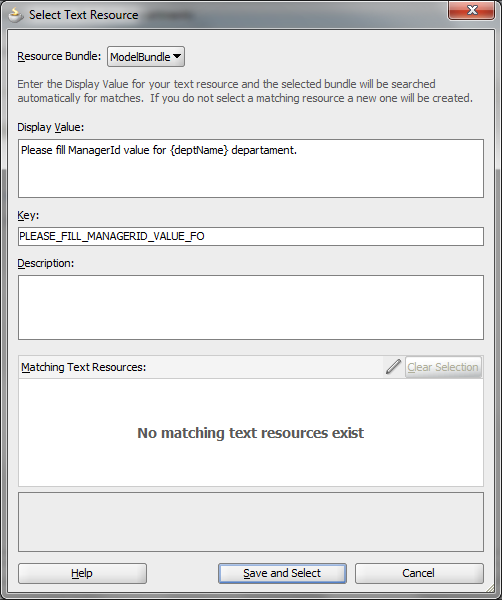 Select Text Resource
Resource Bundle: ModelBundle
Enter the Display Value for your text resource and the selected bundle will be searched
automatically for matches. If you do not select a matching resource a new one will be created.
Display Value:
Please fill ManagerId value for {deptName} departament.
Key:
PLEASE_FILL_MANAGERID_VALUE_FO
Description:
Matching Text Resources:
Clear Selection
No matching text resources exist
Help
Save and Select
Cancel